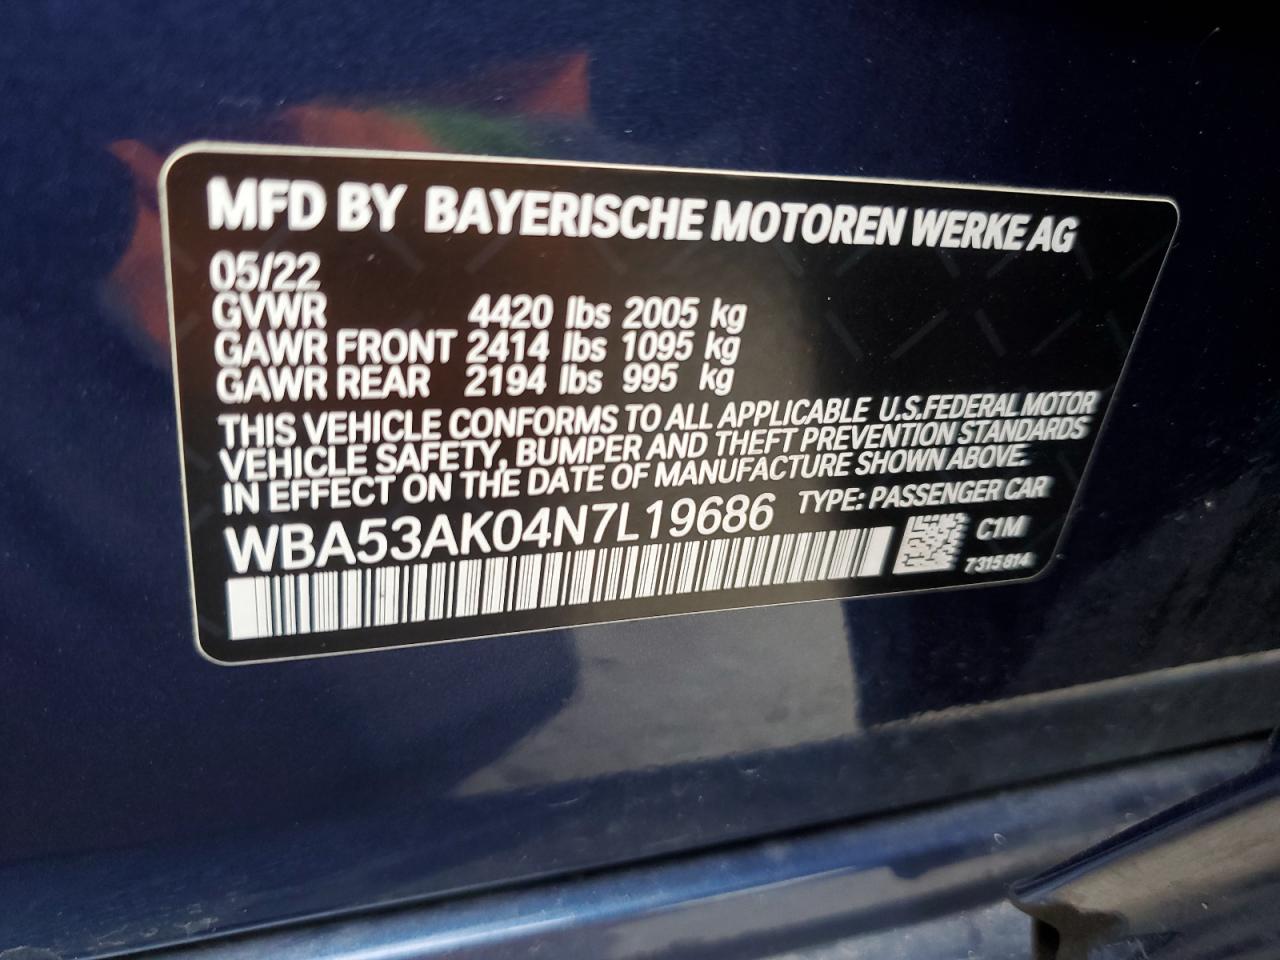 MFD BY BAYERISCHE MOTOREN WERKE AG
05/22
GVWR 4420 lbs 2005 kg
GAWR FRONT 2414 lbs 1095 kg
GAWR REAR 2194 lbs 995 kg
THIS VEHICLE CONFORMS TO ALL APPLICABLE U.S.FEDERAL MOTOR
VEHICLE SAFETY, BUMPER AND THEFT PREVENTION STANDARDS
IN EFFECT ON THE DATE OF MANUFACTURE SHOWN ABOVE.
WBA53AK04N7L19686 TYPE: PASSENGER CAR
C1M
7315814